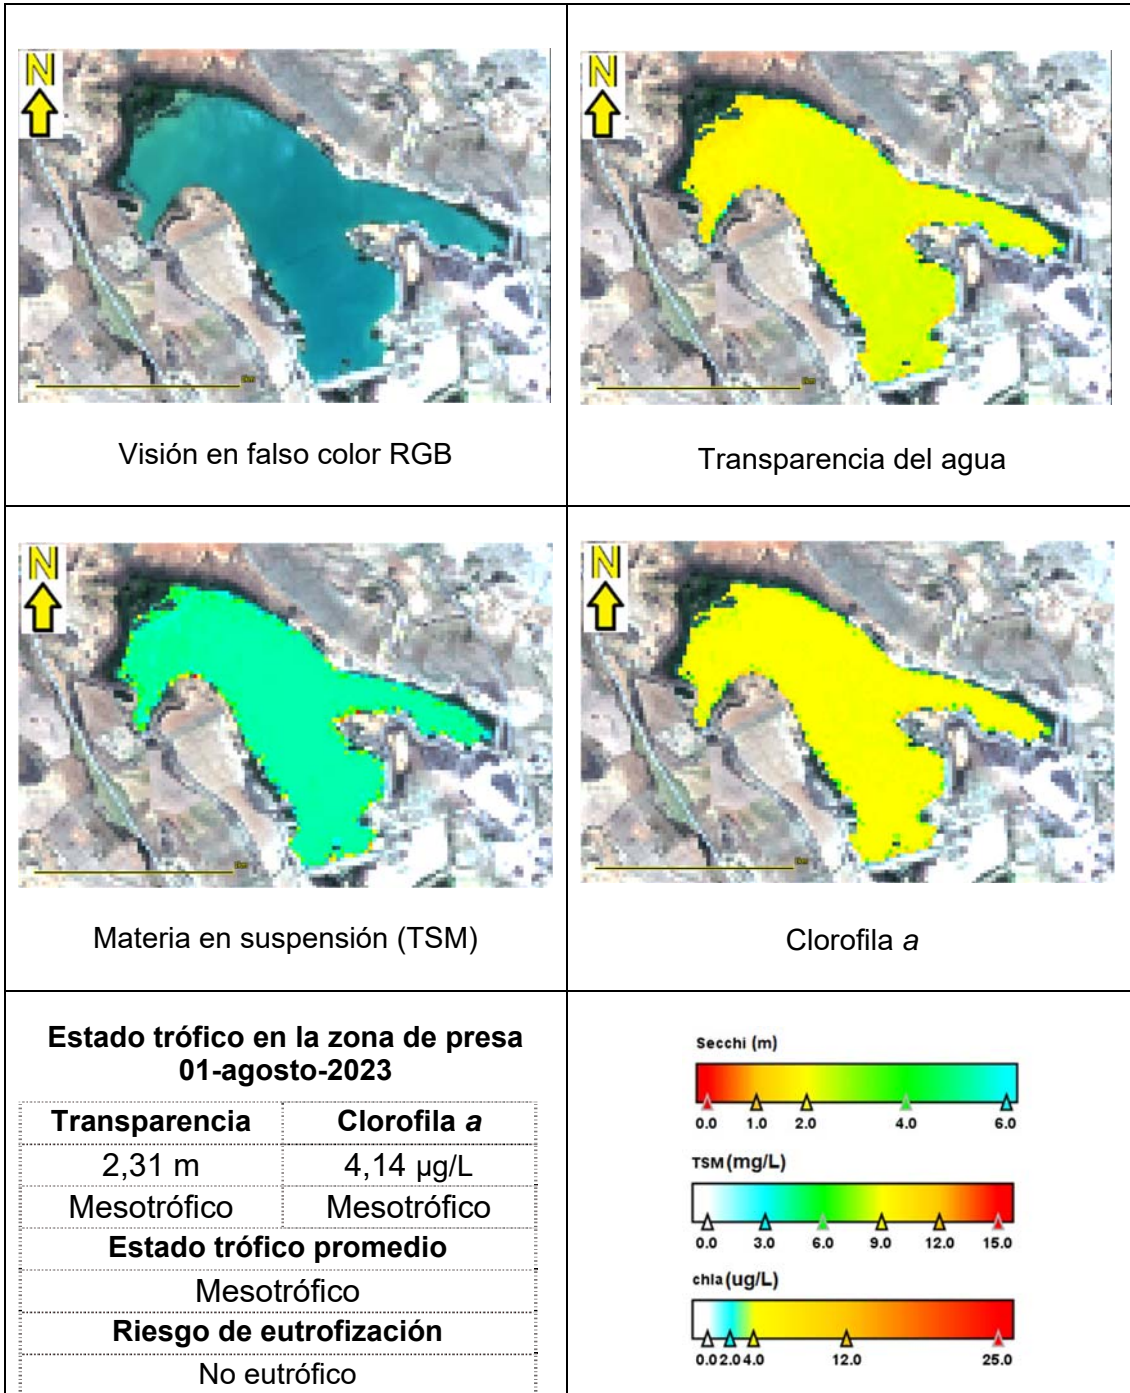 N
N
Visión en falso color RGB
Transparencia del agua
N
N
Materia en suspensión (TSM)
Clorofila a
Estado trófico en la zona de presa
01-agosto-2023
Transparencia Clorofila a
2,31 m 4,14 µg/L
Mesotrófico Mesotrófico
Estado trófico promedio
Mesotrófico
Riesgo de eutrofización
No eutrófico
Secchi (m)
0.0 1.0 2.0 4.0 6.0
TSM (mg/L)
0.0 3.0 6.0 9.0 12.0 15.0
chla (ug/L)
0.0 2.0 4.0 12.0 25.0